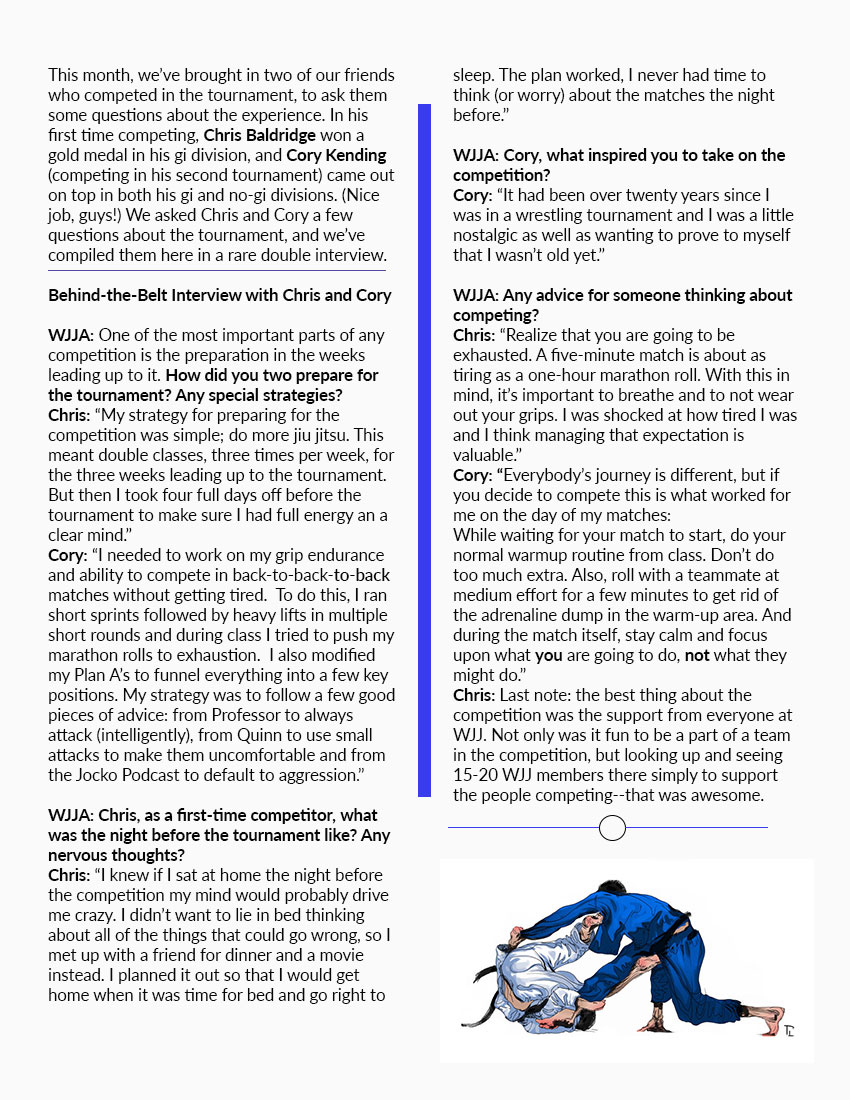 This month, we’ve brought in two of our friends
who competed in the tournament, to ask them
some questions about the experience. In his
first time competing, Chris Baldridge won a
gold medal in his gi division, and Cory Kending
(competing in his second tournament) came out
on top in both his gi and no-gi divisions. (Nice
job, guys!) We asked Chris and Cory a few
questions about the tournament, and we’ve
compiled them here in a rare double interview.
Behind-the-Belt Interview with Chris and Cory
WJJA: One of the most important parts of any
competition is the preparation in the weeks
leading up to it. How did you two prepare for
the tournament? Any special strategies?
Chris: “My strategy for preparing for the
competition was simple; do more jiu jitsu. This
meant double classes, three times per week, for
the three weeks leading up to the tournament.
But then I took four full days off before the
tournament to make sure I had full energy an a
clear mind.”
Cory: “I needed to work on my grip endurance
and ability to compete in back-to-back-to-back
matches without getting tired.  To do this, I ran
short sprints followed by heavy lifts in multiple
short rounds and during class I tried to push my
marathon rolls to exhaustion.  I also modified
my Plan A’s to funnel everything into a few key
positions. My strategy was to follow a few good
pieces of advice: from Professor to always
attack (intelligently), from Quinn to use small
attacks to make them uncomfortable and from
the Jocko Podcast to default to aggression.”
WJJA: Chris, as a first-time competitor, what
was the night before the tournament like? Any
nervous thoughts?
Chris: “I knew if I sat at home the night before
the competition my mind would probably drive
me crazy. I didn’t want to lie in bed thinking
about all of the things that could go wrong, so I
met up with a friend for dinner and a movie
instead. I planned it out so that I would get
home when it was time for bed and go right to
sleep. The plan worked, I never had time to
think (or worry) about the matches the night
before.”
WJJA: Cory, what inspired you to take on the
competition?
Cory: “It had been over twenty years since I
was in a wrestling tournament and I was a little
nostalgic as well as wanting to prove to myself
that I wasn’t old yet.”
WJJA: Any advice for someone thinking about
competing?
Chris: “Realize that you are going to be
exhausted. A five-minute match is about as
tiring as a one-hour marathon roll. With this in
mind, it’s important to breathe and to not wear
out your grips. I was shocked at how tired I was
and I think managing that expectation is
valuable.”
Cory: “Everybody’s journey is different, but if
you decide to compete this is what worked for
me on the day of my matches:
While waiting for your match to start, do your
normal warmup routine from class. Don’t do
too much extra. Also, roll with a teammate at
medium effort for a few minutes to get rid of
the adrenaline dump in the warm-up area. And
during the match itself, stay calm and focus
upon what you are going to do, not what they
might do.”
Chris: Last note: the best thing about the
competition was the support from everyone at
WJJ. Not only was it fun to be a part of a team
in the competition, but looking up and seeing
15-20 WJJ members there simply to support
the people competing--that was awesome.